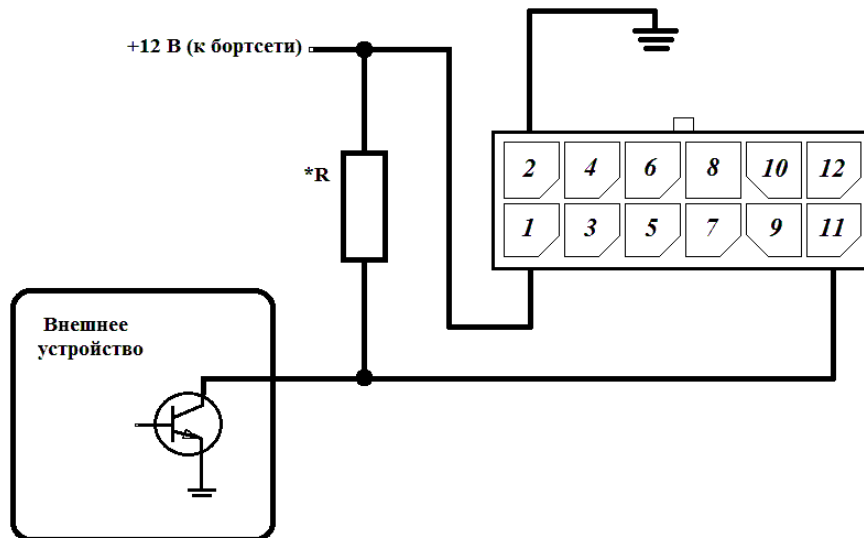 +12 В (к бортсети)
*R
2 4 6 8 10 12
1 3 5 7 9 11
Внешнее
устройство